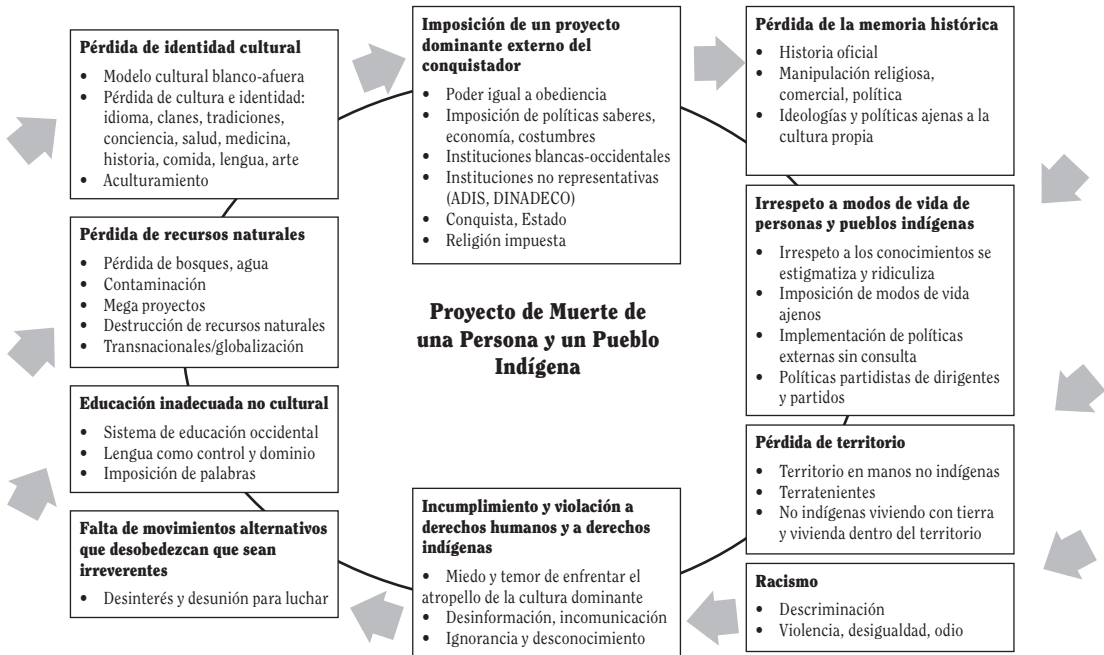 Pérdida de identidad cultural
• Modelo cultural blanco-afuera
• Pérdida de cultura e identidad:
idioma, clanes, tradiciones,
conciencia, salud, medicina,
historia, comida, lengua, arte
• Aculturamiento
Imposición de un proyecto
dominante externo del
conquistador
• Poder igual a obediencia
• Imposición de políticas saberes,
economía, costumbres
• Instituciones blancas-occidentales
• Instituciones no representativas
(ADIS, DINADECO)
• Conquista, Estado
• Religión impuesta
Pérdida de la memoria histórica
• Historia oficial
• Manipulación religiosa,
comercial, política
• Ideologías y políticas ajenas a la
cultura propia
Irrespeto a modos de vida de
personas y pueblos indígenas
• Irrespeto a los conocimientos se
estigmatiza y ridiculiza
• Imposición de modos de vida
ajenos
• Implementación de políticas
externas sin consulta
• Políticas partidistas de dirigentes
y partidos
Pérdida de recursos naturales
• Pérdida de bosques, agua
• Contaminación
• Mega proyectos
• Destrucción de recursos naturales
• Transnacionales/globalización
Proyecto de Muerte de
una Persona y un Pueblo
Indígena
Educación inadecuada no cultural
• Sistema de educación occidental
• Lengua como control y dominio
• Imposición de palabras
Pérdida de territorio
• Territorio en manos no indígenas
• Terratenientes
• No indígenas viviendo con tierra
y vivienda dentro del territorio
Falta de movimientos alternativos
que desobedezcan que sean
irreverentes
• Desinterés y desunión para luchar
Incumplimiento y violación a
derechos humanos y a derechos
indígenas
• Miedo y temor de enfrentar el
atropello de la cultura dominante
• Desinformación, incomunicación
• Ignorancia y desconocimiento
Racismo
• Descriminación
• Violencia, desigualdad, odio